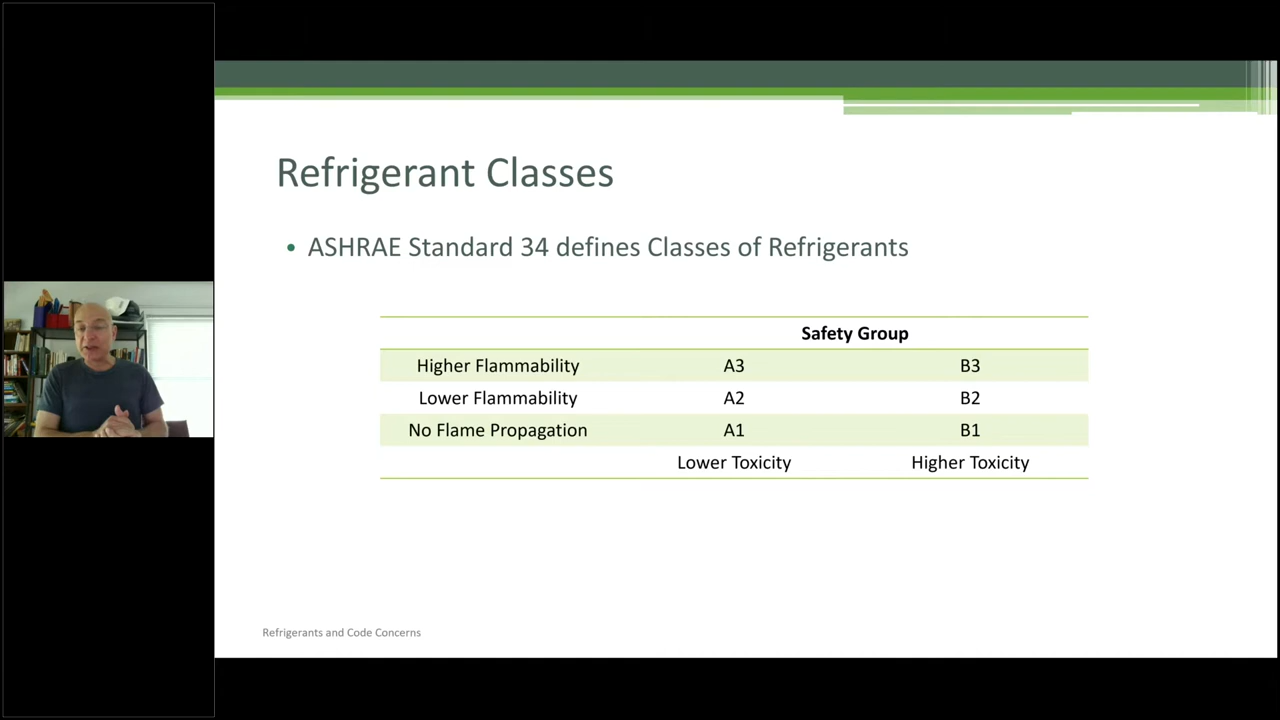 Refrigerant Classes
• ASHRAE Standard 34 defines Classes of Refrigerants
Safety Group
Higher Flammability A3 B3
Lower Flammability A2 B2
No Flame Propagation A1 B1
Lower Toxicity Higher Toxicity
Refrigerants and Code Concerns